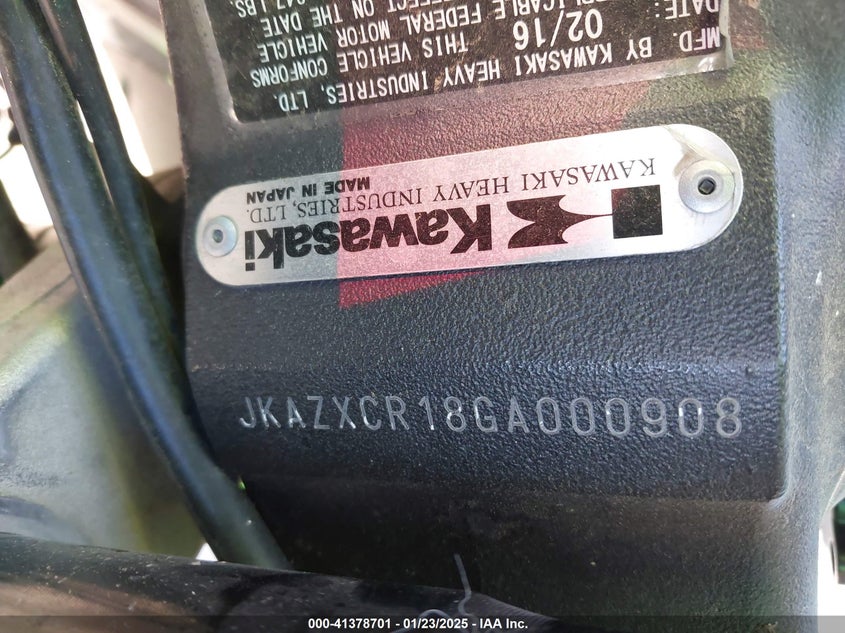 MFD. BY KAWASAKI HEAVY INDUSTRIES, LTD.
DATE: 02/16 THIS VEHICLE CONFORMS
FEDERAL MOTOR VEHICLE
ON THE DATE
LBS.
Kawasaki
KAWASAKI HEAVY INDUSTRIES, LTD.
MADE IN JAPAN
JKAZXCR18GA000908
000-41378701 - 01/23/2025 - IAA Inc.